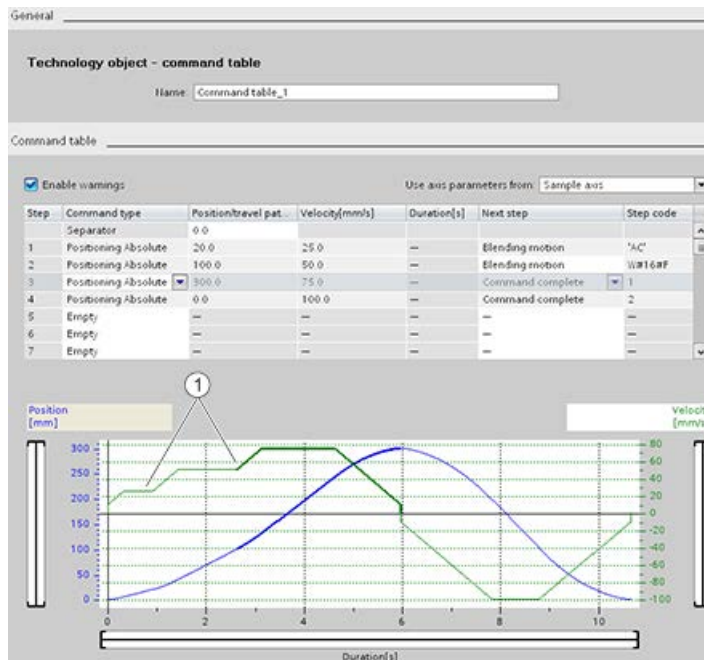 General
Technology object - command table
Name: Command table_1
Command table
Enable warnings
Use axis parameters from: Sample axis
Step Command type Position/travel pat... Velocity[mm/s] Duration[s] Next step Step code
Separator 0.0
1 Positioning Absolute 20.0 25.0 — Blending motion 'AC'
2 Positioning Absolute 100.0 50.0 — Blending motion W#16#F
3 Positioning Absolute 300.0 75.0 — Command complete 1
4 Positioning Absolute 0.0 100.0 — Command complete 2
5 Empty — — — —
6 Empty — — — —
7 Empty — — — —
1
Position
[mm]
Velocit
[mm/s
300
250
200
150
100
50
0
80
60
40
20
0
-20
-40
-60
-80
-100
0 2 4 6 8 10
Duration[s]